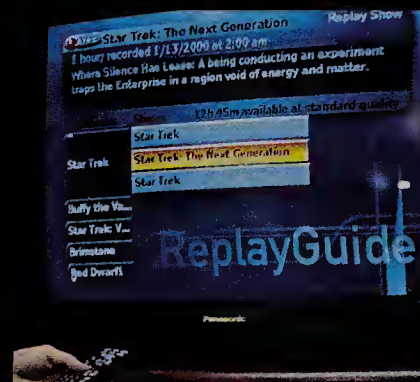 Star Trek: The Next Generation
Replay Show
1 hour recorded 1/13/2000 at 2:00 am
Where Silence Has Lease: A being conducting an experiment
traps the Enterprise in a region void of energy and matter.
Shows
12h 45m available at standard quality
Star Trek
Star Trek: The Next Generation
Star Trek
Star Trek
Buffy the Va...
Star Trek: V...
Brimstone
Red Dwarf
ReplayGuide
Panasonic